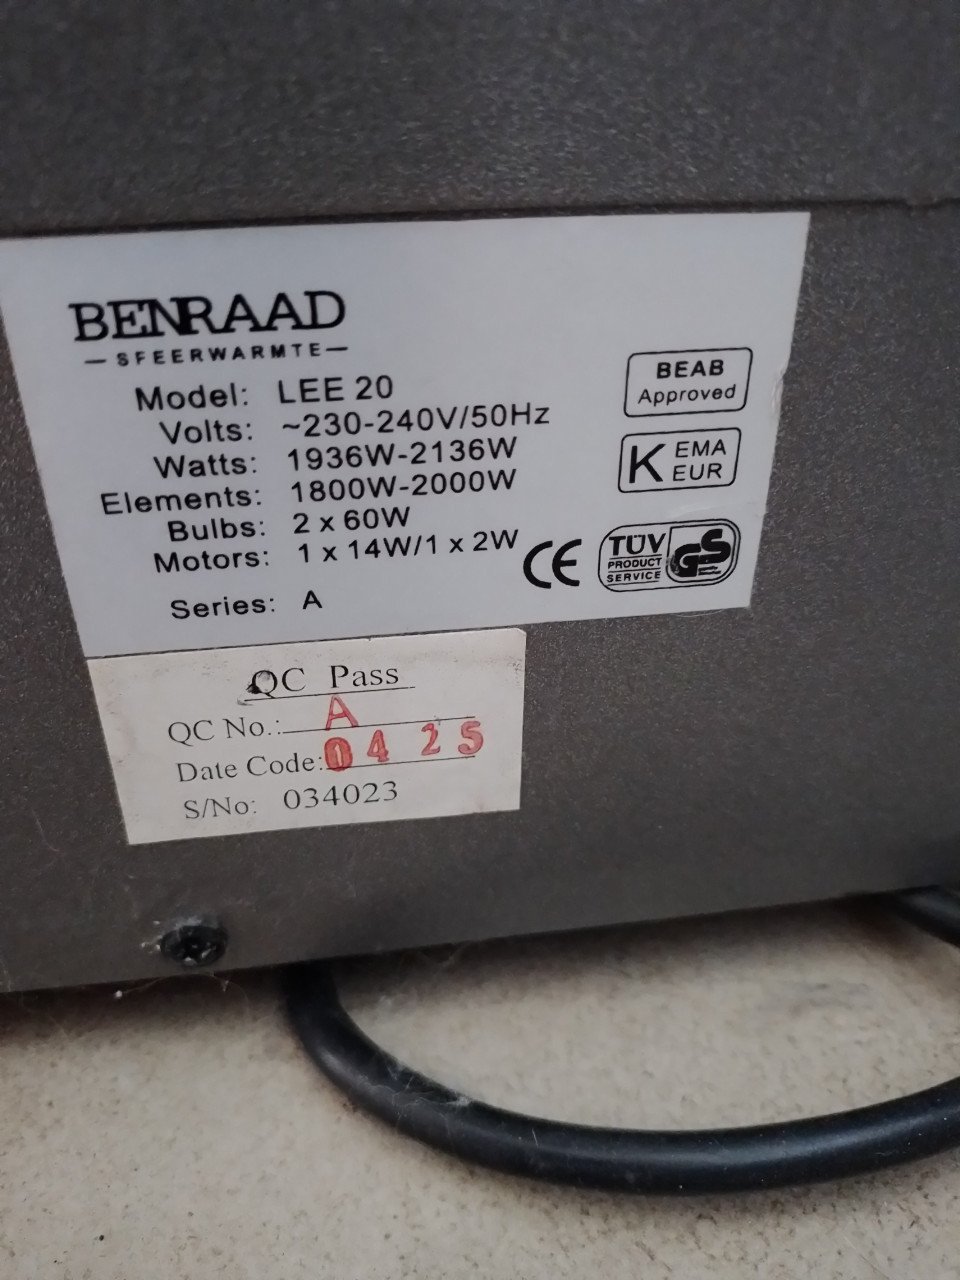 BENRAAD
SFEERWARMTE
Model: LEE 20
Volts: ~230-240V/50Hz
Watts: 1936W-2136W
Elements: 1800W-2000W
Bulbs: 2 x 60W
Motors: 1 x 14W/1 x 2W
Series: A
BEAB
Approved
K EMA
EUR
CE
TÜV
PRODUCT
SERVICE
GS
QC Pass
QC No.: A
Date Code: 0425
S/No: 034023